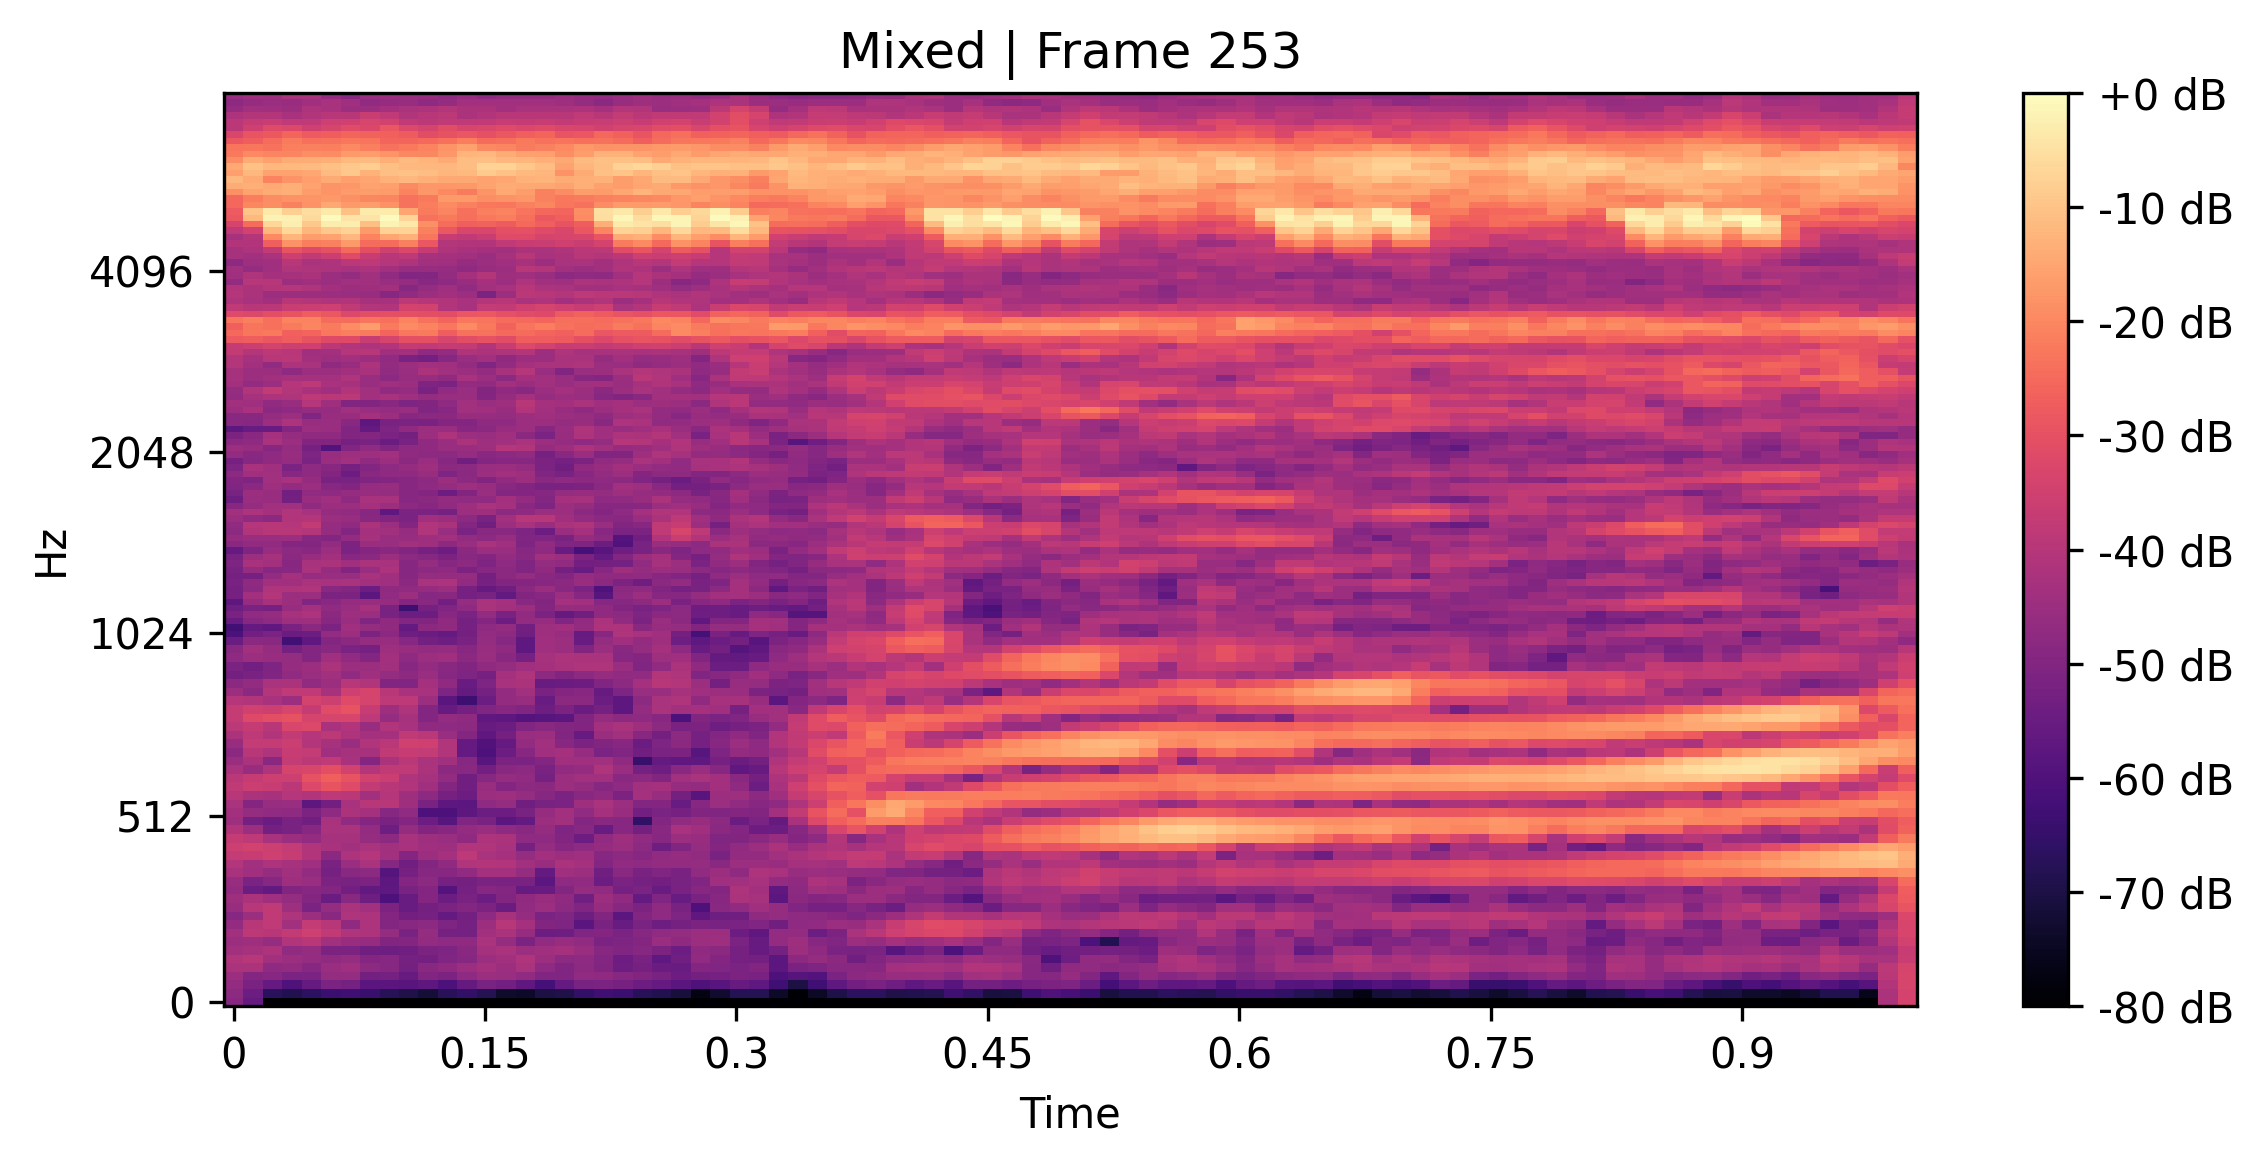 Mixed | Frame 253
+0 dB
-10 dB
-20 dB
-30 dB
-40 dB
-50 dB
-60 dB
-70 dB
-80 dB
Hz
4096
2048
1024
512
0
0 0.15 0.3 0.45 0.6 0.75 0.9
Time